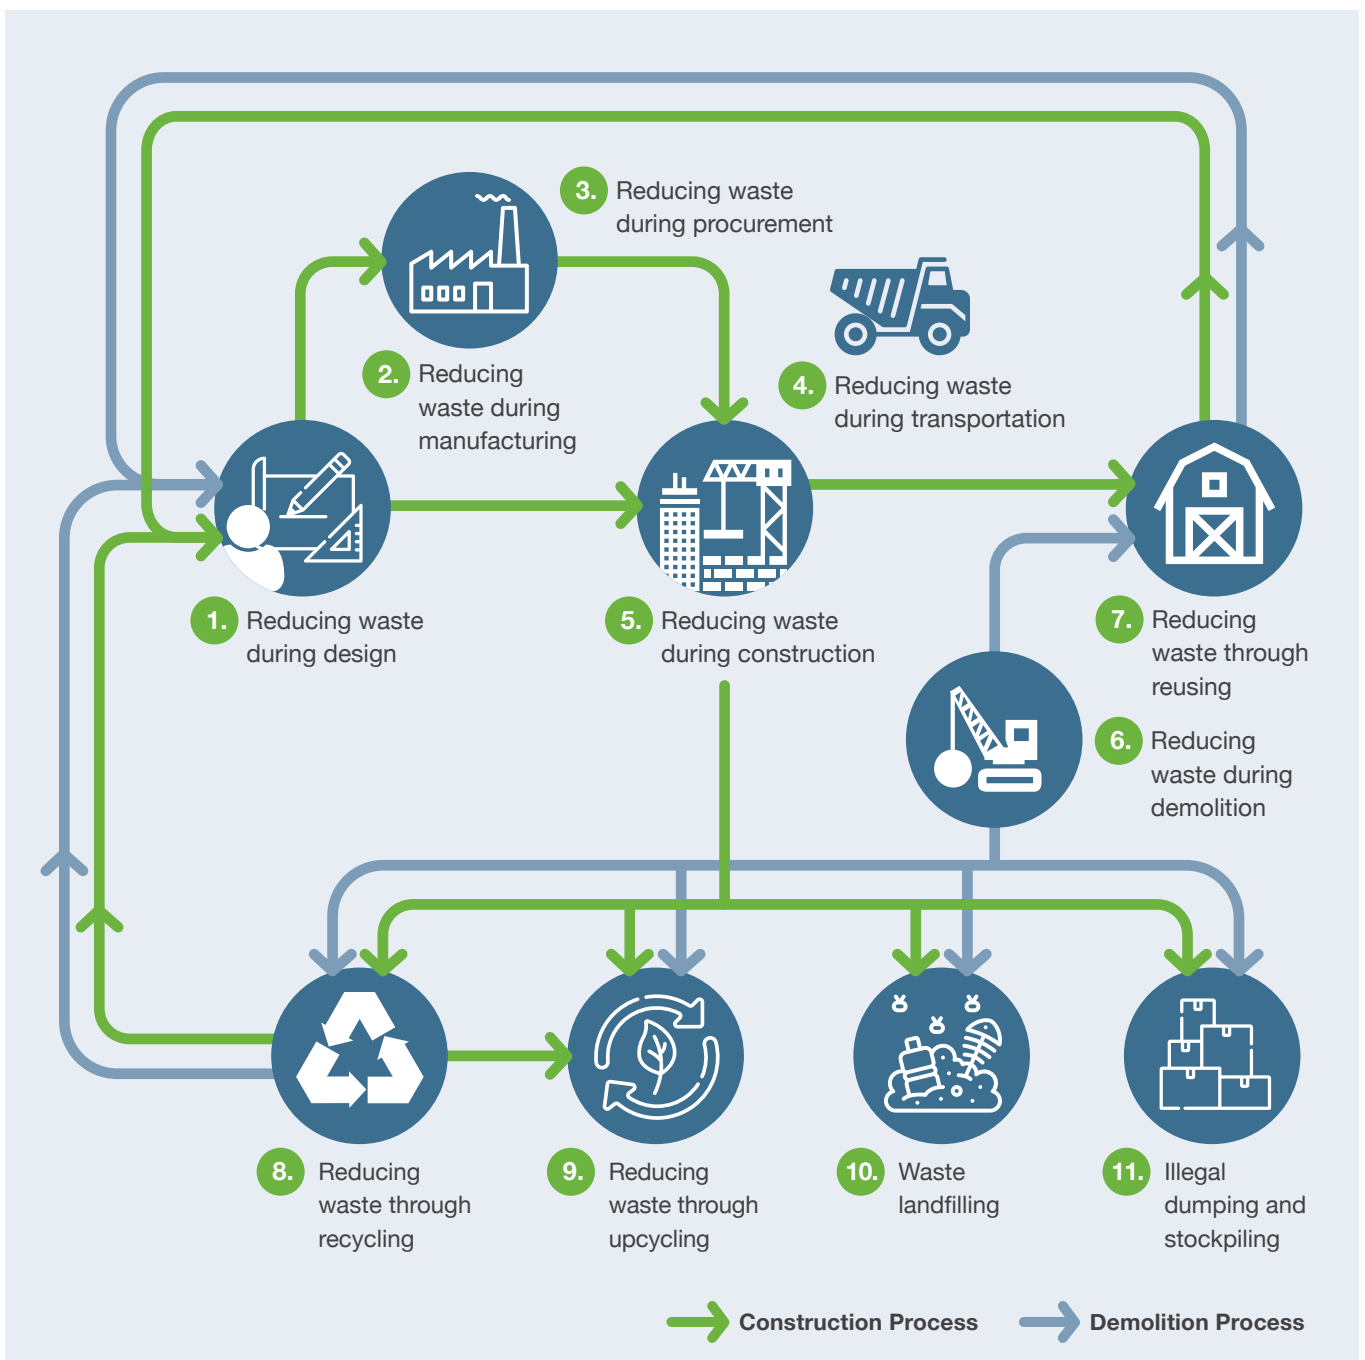 3. Reducing waste
during procurement
2. Reducing
waste during
manufacturing
4. Reducing waste
during transportation
1. Reducing waste
during design
5. Reducing waste
during construction
7. Reducing
waste through
reusing
6. Reducing
waste during
demolition
8. Reducing
waste through
recycling
9. Reducing
waste through
upcycling
10. Waste
landfilling
11. Illegal
dumping and
stockpiling
Construction Process
Demolition Process